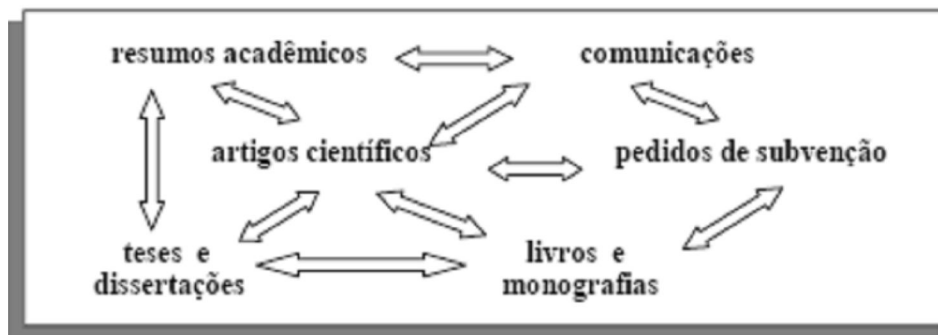 resumos acadêmicos
comunicações
artigos científicos
pedidos de subvenção
teses e
dissertações
livros e
monografias